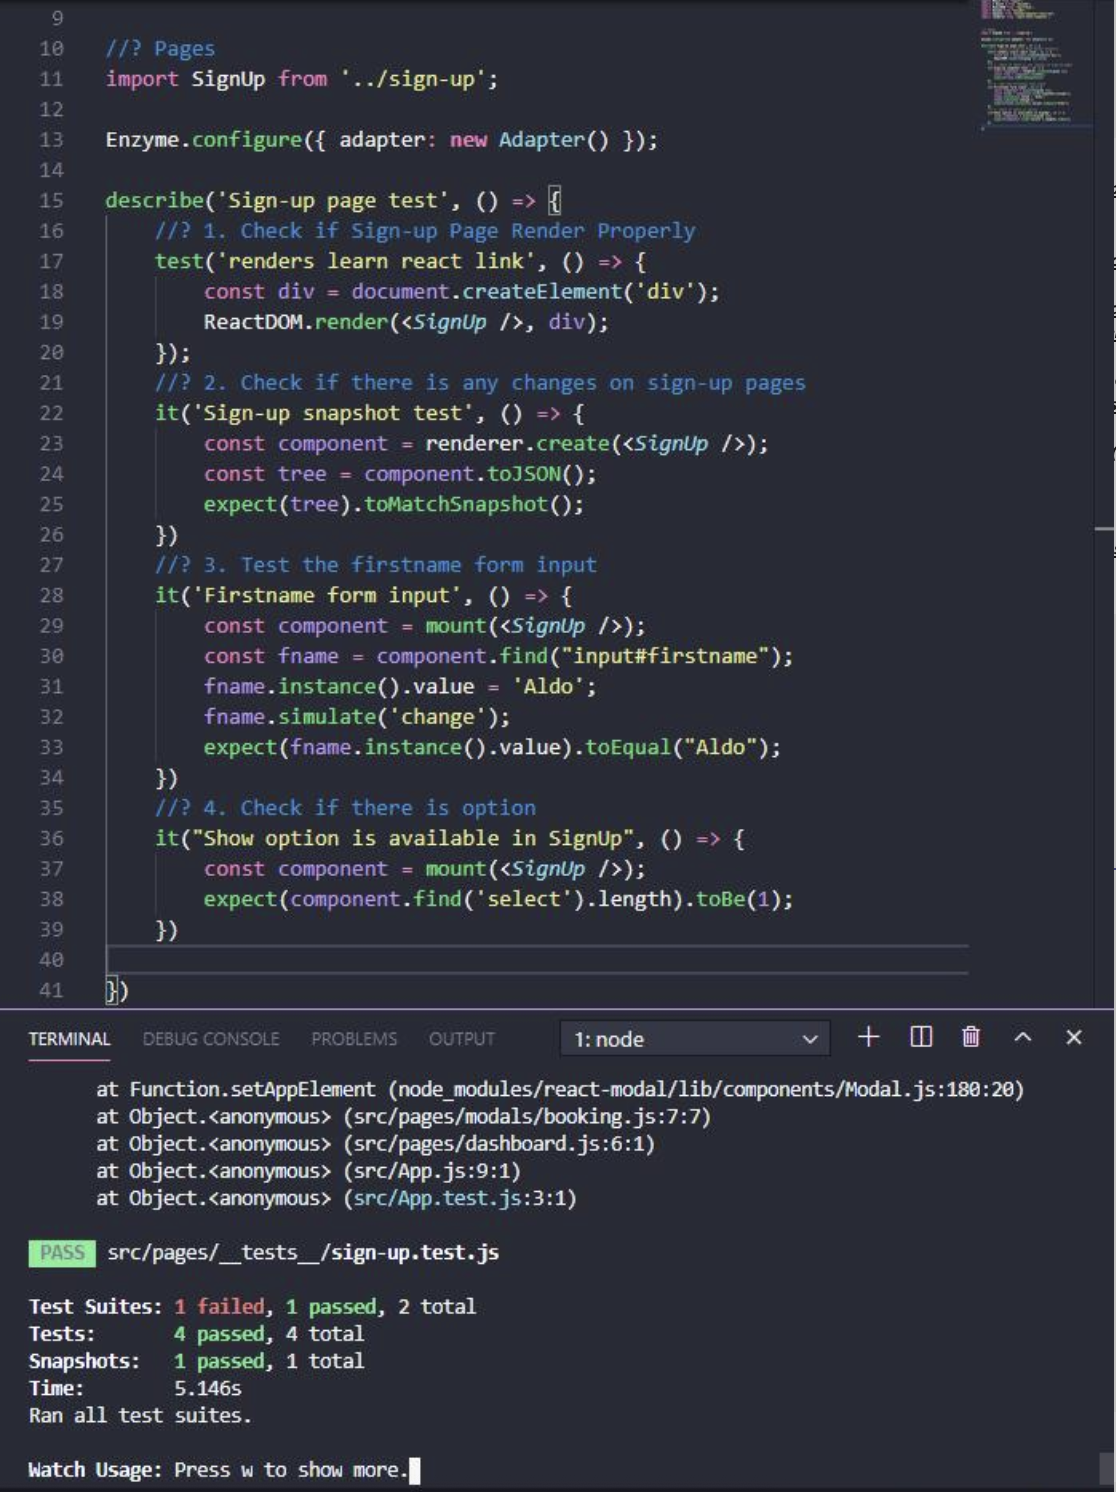 9
10 //? Pages
11 import SignUp from '../sign-up';
12
13 Enzyme.configure({ adapter: new Adapter() });
14
15 describe('Sign-up page test', () => {
16 //? 1. Check if Sign-up Page Render Properly
17 test('renders learn react link', () => {
18 const div = document.createElement('div');
19 ReactDOM.render(<SignUp />, div);
20 });
21 //? 2. Check if there is any changes on sign-up pages
22 it('Sign-up snapshot test', () => {
23 const component = renderer.create(<SignUp />);
24 const tree = component.toJSON();
25 expect(tree).toMatchSnapshot();
26 })
27 //? 3. Test the firstname form input
28 it('Firstname form input', () => {
29 const component = mount(<SignUp />);
30 const fname = component.find("input#firstname");
31 fname.instance().value = 'Aldo';
32 fname.simulate('change');
33 expect(fname.instance().value).toEqual("Aldo");
34 })
35 //? 4. Check if there is option
36 it("Show option is available in SignUp", () => {
37 const component = mount(<SignUp />);
38 expect(component.find('select').length).toBe(1);
39 })
40
41 })
TERMINAL DEBUG CONSOLE PROBLEMS OUTPUT 1: node
at Function.setAppElement (node_modules/react-modal/lib/components/Modal.js:180:20)
at Object.<anonymous> (src/pages/modals/booking.js:7:7)
at Object.<anonymous> (src/pages/dashboard.js:6:1)
at Object.<anonymous> (src/App.js:9:1)
at Object.<anonymous> (src/App.test.js:3:1)
PASS src/pages/__tests__/sign-up.test.js
Test Suites: 1 failed, 1 passed, 2 total
Tests: 4 passed, 4 total
Snapshots: 1 passed, 1 total
Time: 5.146s
Ran all test suites.
Watch Usage: Press w to show more.